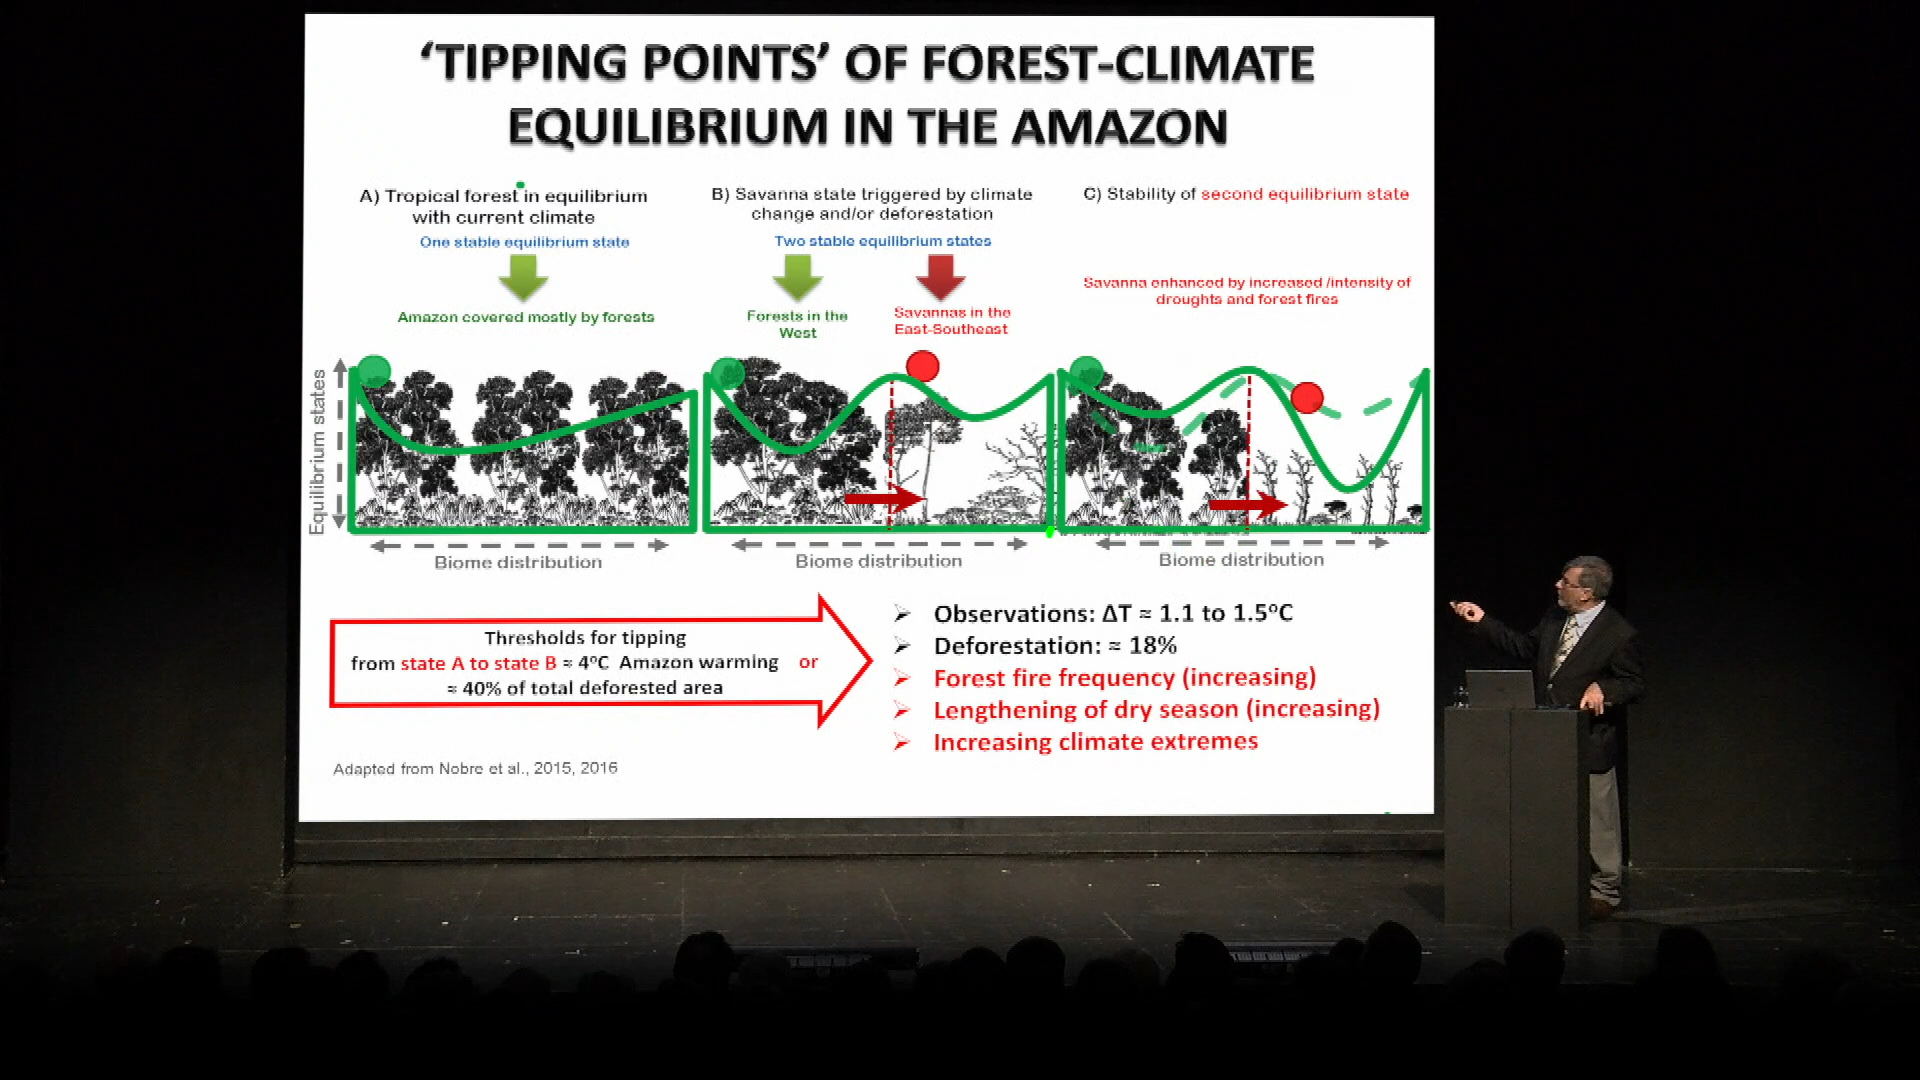 ‘TIPPING POINTS’ OF FOREST-CLIMATE
EQUILIBRIUM IN THE AMAZON
A) Tropical forest in equilibrium
with current climate
One stable equilibrium state
Amazon covered mostly by forests
B) Savanna state triggered by climate
change and/or deforestation
Two stable equilibrium states
Forests in the
West
Savannas in the
East-Southeast
C) Stability of second equilibrium state
Savanna enhanced by increased /intensity of
droughts and forest fires
Equilibrium states
Biome distribution
Biome distribution
Biome distribution
Thresholds for tipping
from state A to state B ≈ 4ºC Amazon warming or
≈ 40% of total deforested area
Observations: ΔT ≈ 1.1 to 1.5ºC
Deforestation: ≈ 18%
Forest fire frequency (increasing)
Lengthening of dry season (increasing)
Increasing climate extremes
Adapted from Nobre et al., 2015, 2016